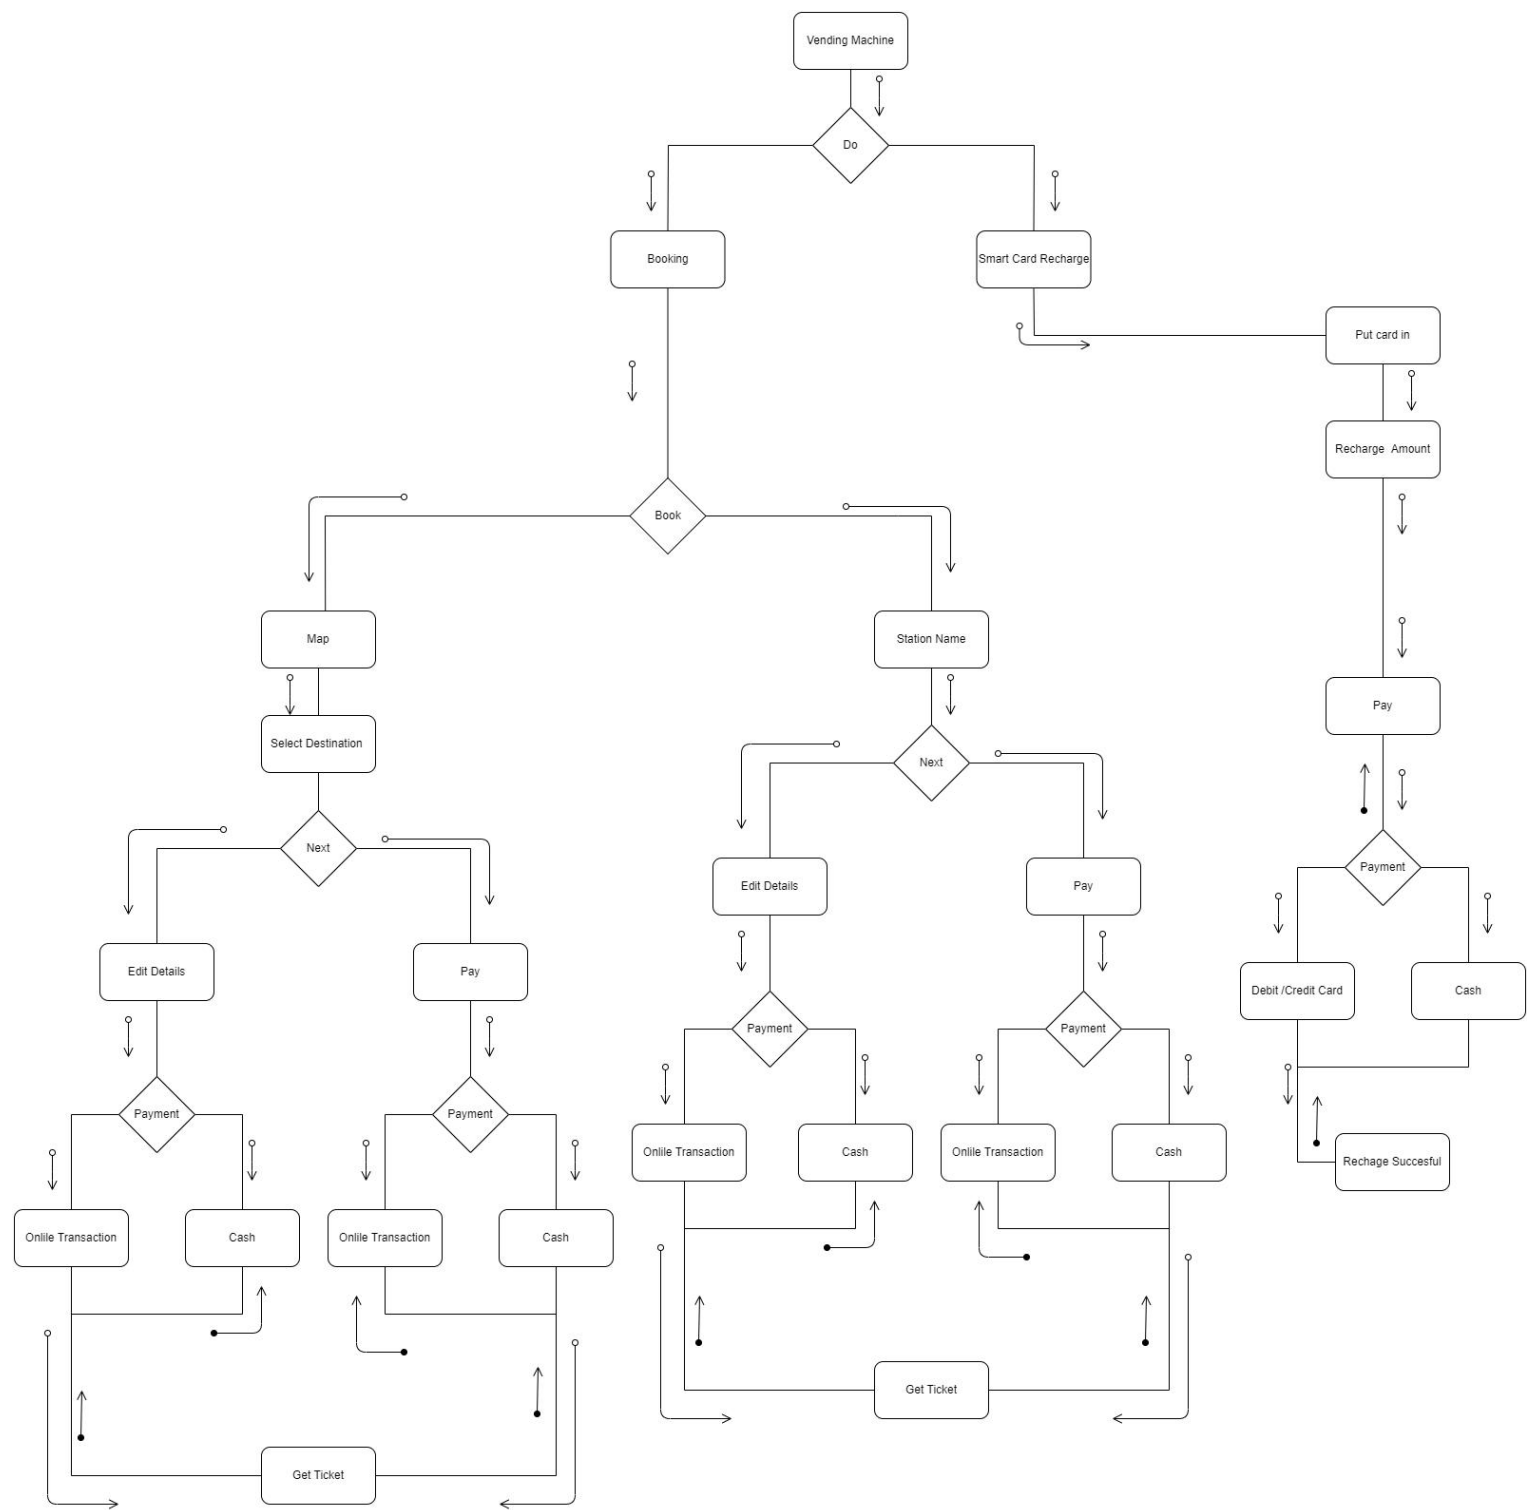 Vending Machine
Do
Booking
Smart Card Recharge
Put card in
Recharge Amount
Book
Map
Station Name
Pay
Select Destination
Next
Next
Payment
Edit Details
Pay
Edit Details
Pay
Debit /Credit Card
Cash
Payment
Payment
Payment
Payment
Onlile Transaction
Cash
Onlile Transaction
Cash
Rechage Succesful
Onlile Transaction
Cash
Onlile Transaction
Cash
Get Ticket
Get Ticket